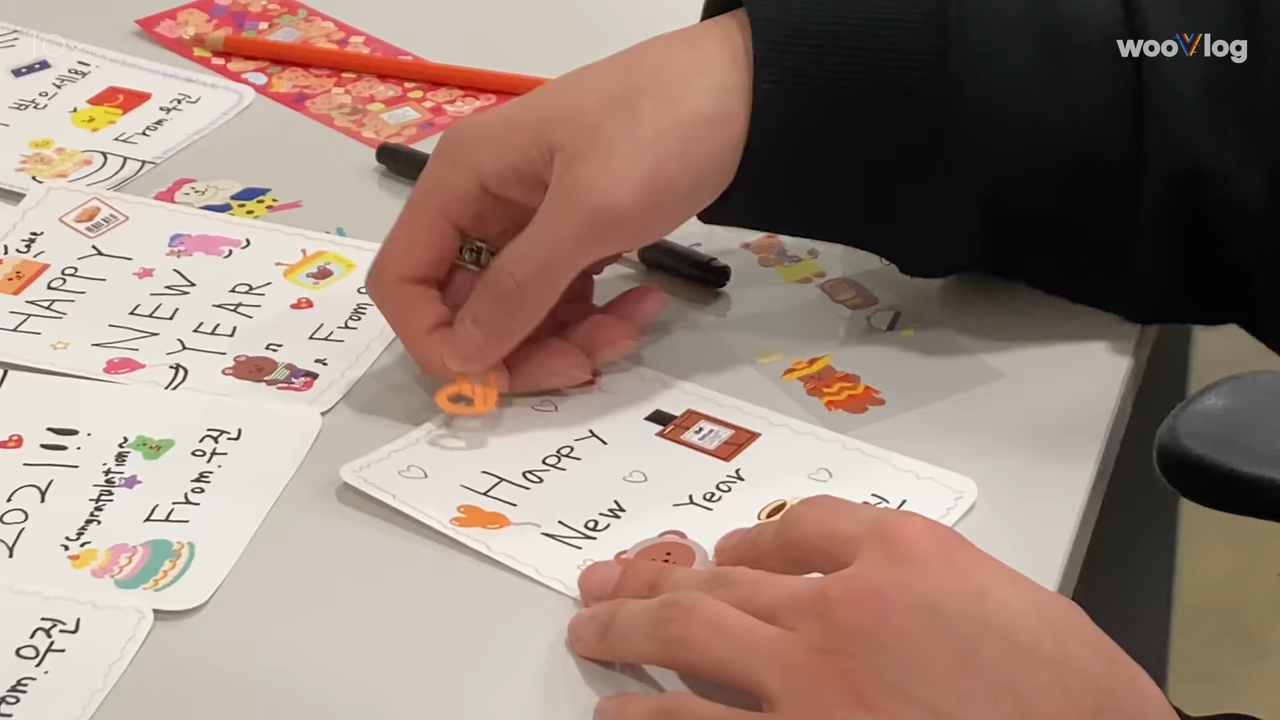 wooVlog
받으세요!
From.우진
cake
HAPPY
NEW
YEAR
From
2021!!
Congratulation~
From.우진
From.우진
Happy
New Year